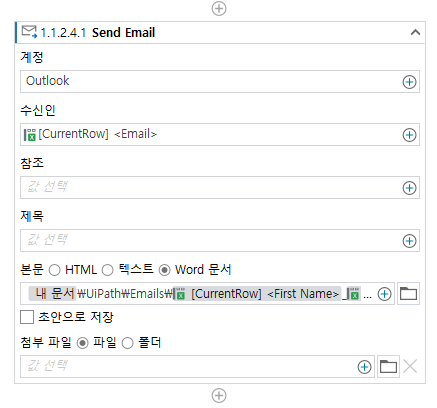 1.1.2.4.1 Send Email
계정
Outlook
수신인
[CurrentRow] <Email>
참조
값 선택
제목
값 선택
본문 HTML 텍스트 Word 문서
내 문서₩UiPath₩Emails₩ [CurrentRow] <First Name>_ ...
초안으로 저장
첨부 파일 파일 폴더
값 선택